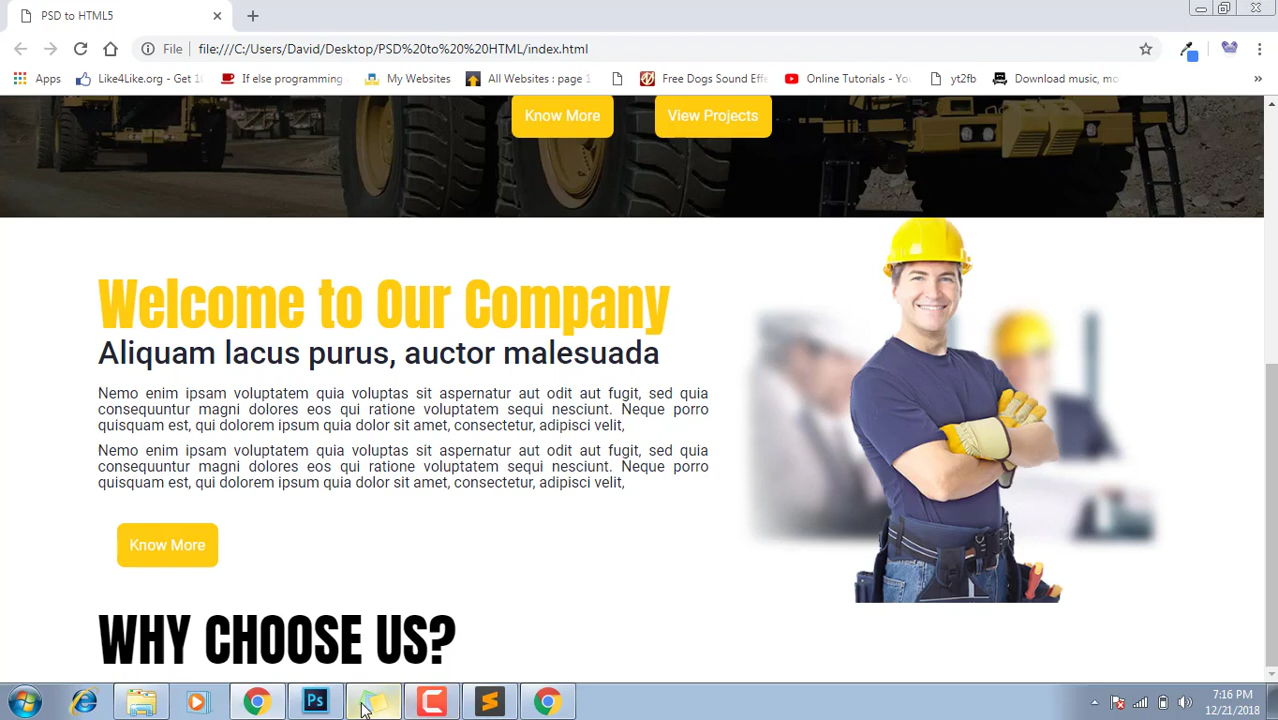 PSD to HTML5
File file:///C:/Users/David/Desktop/PSD%20to%20%20HTML/index.html
Apps Like4Like.org - Get 1 If else programming My Websites All Websites : page 1 Free Dogs Sound Effe Online Tutorials - You yt2fb Download music, mo »
Know More View Projects
Welcome to Our Company
Aliquam lacus purus, auctor malesuada
Nemo enim ipsam voluptatem quia voluptas sit aspernatur aut odit aut fugit, sed quia
consequuntur magni dolores eos qui ratione voluptatem sequi nesciunt. Neque porro
quisquam est, qui dolorem ipsum quia dolor sit amet, consectetur, adipisci velit,
Nemo enim ipsam voluptatem quia voluptas sit aspernatur aut odit aut fugit, sed quia
consequuntur magni dolores eos qui ratione voluptatem sequi nesciunt. Neque porro
quisquam est, qui dolorem ipsum quia dolor sit amet, consectetur, adipisci velit,
Know More
WHY CHOOSE US?
Ps
7:16 PM
12/21/2018